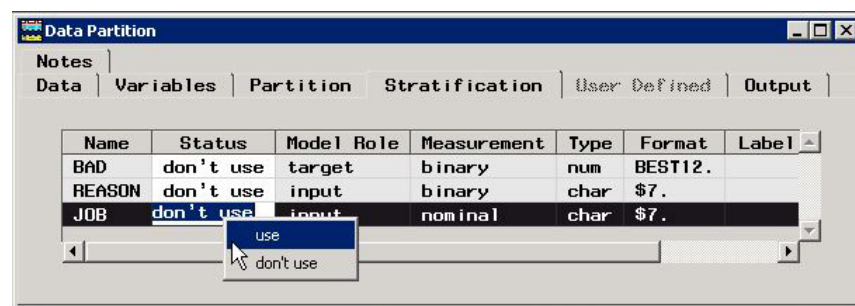 Data Partition
Notes
Data Variables Partition Stratification User Defined Output
Name Status Model Role Measurement Type Format Label
BAD don't use target binary num BEST12.
REASON don't use input binary char $7.
JOB don't use input nominal char $7.
use
don't use